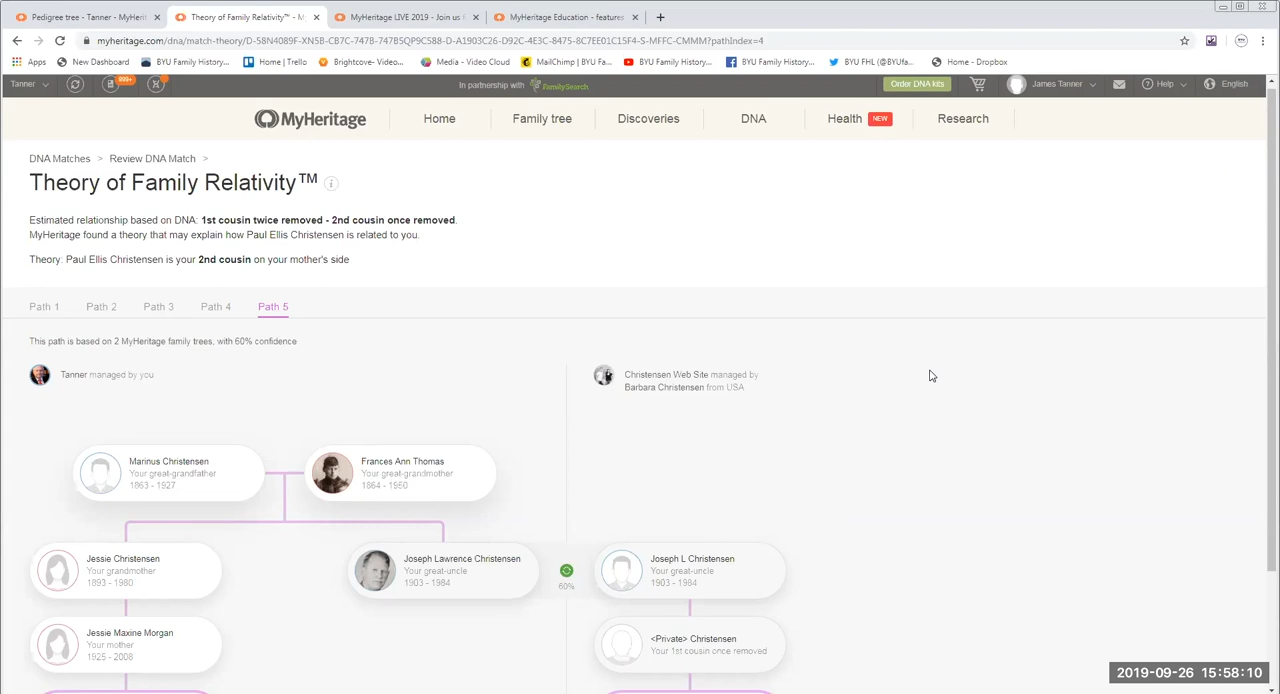 Pedigree tree - Tanner - MyHerit
Theory of Family Relativity™ - M
MyHeritage LIVE 2019 - Join us f
MyHeritage Education - features
myheritage.com/dna/match-theory/D-58N4089F-XN5B-CB7C-747B-747B5QP9C588-D-A1903C26-D92C-4E3C-8475-8C7EE01C15F4-S-MFFC-CMMM?pathIndex=4
Apps
New Dashboard
BYU Family History...
Home | Trello
Brightcove- Video...
Media - Video Cloud
MailChimp | BYU Fa...
BYU Family History...
BYU Family History...
BYU FHL (@BYUfa...
Home - Dropbox
Tanner
999+
In partnership with FamilySearch
Order DNA kits
James Tanner
Help
English
MyHeritage
Home
Family tree
Discoveries
DNA
Health NEW
Research
DNA Matches > Review DNA Match >
Theory of Family Relativity™
Estimated relationship based on DNA: 1st cousin twice removed - 2nd cousin once removed.
MyHeritage found a theory that may explain how Paul Ellis Christensen is related to you.
Theory: Paul Ellis Christensen is your 2nd cousin on your mother's side
Path 1
Path 2
Path 3
Path 4
Path 5
This path is based on 2 MyHeritage family trees, with 60% confidence
Tanner managed by you
Christensen Web Site managed by
Barbara Christensen from USA
Marinus Christensen
Your great-grandfather
1863 - 1927
Frances Ann Thomas
Your great-grandmother
1864 - 1950
Jessie Christensen
Your grandmother
1893 - 1980
Joseph Lawrence Christensen
Your great-uncle
1903 - 1984
60%
Joseph L Christensen
Your great-uncle
1903 - 1984
Jessie Maxine Morgan
Your mother
1925 - 2008
<Private> Christensen
Your 1st cousin once removed
2019-09-26 15:58:10